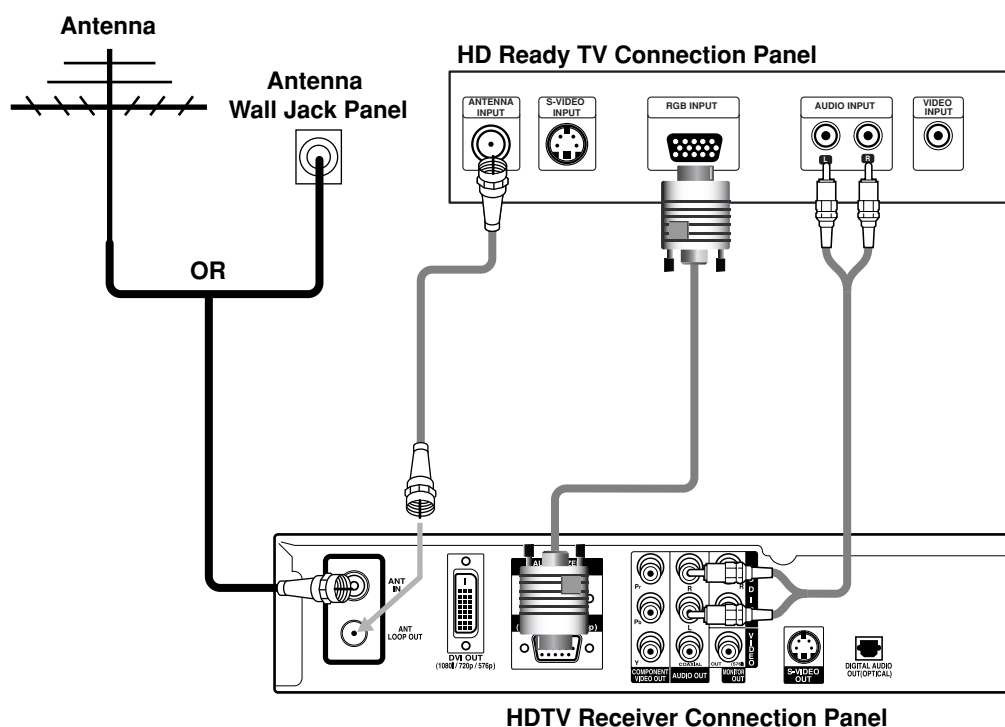 Antenna
Antenna
Wall Jack Panel
OR
HD Ready TV Connection Panel
ANTENNA
INPUT
S-VIDEO
INPUT
RGB INPUT
AUDIO INPUT
VIDEO
INPUT
L
R
ANT
IN
ANT
LOOP OUT
DVI OUT
(1080i / 720p / 576p)
PR
PB
Y
R
L
R
COMPONENT
VIDEO OUT
COAXIAL
AUDIO OUT
OUT
MONITOR
OUT
VIDEO
S-VIDEO
OUT
DIGITAL AUDIO
OUT(OPTICAL)
HDTV Receiver Connection Panel